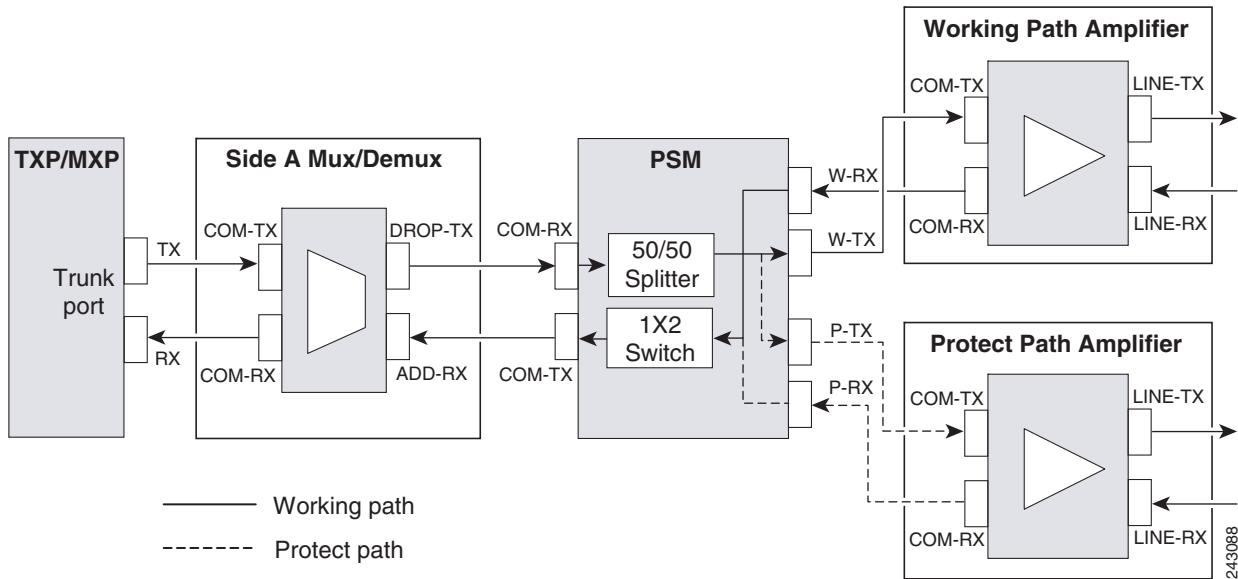 TXP/MXP
Trunk
port
TX
RX
Side A Mux/Demux
COM-TX
DROP-TX
COM-RX
ADD-RX
PSM
COM-RX
50/50
Splitter
1X2
Switch
COM-TX
W-RX
W-TX
P-TX
P-RX
Working Path Amplifier
COM-TX
LINE-TX
COM-RX
LINE-RX
Protect Path Amplifier
COM-TX
LINE-TX
COM-RX
LINE-RX
Working path
Protect path
243088